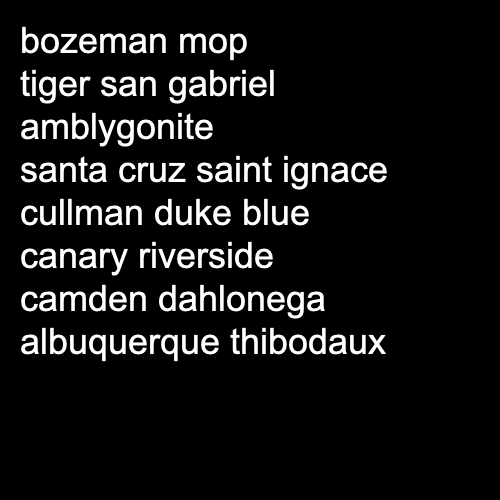 bozeman mop
tiger san gabriel
amblygonite
santa cruz saint ignace
cullman duke blue
canary riverside
camden dahlonega
albuquerque thibodaux